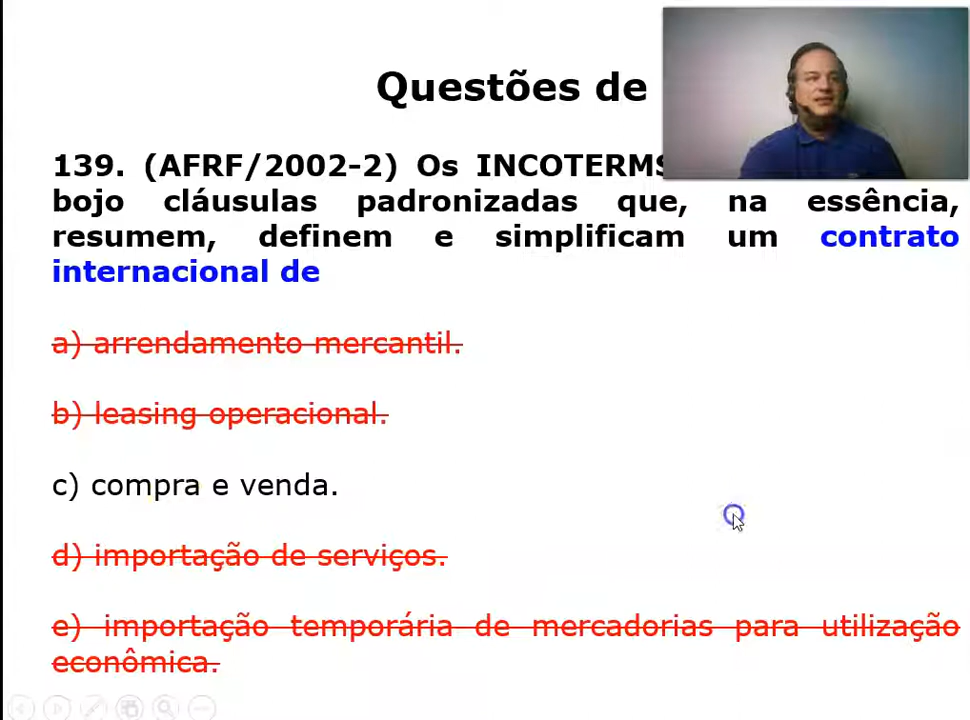 Questões de
139. (AFRF/2002-2) Os INCOTERMS
bojo cláusulas padronizadas que, na essência,
resumem, definem e simplificam um contrato
internacional de
a) arrendamento mercantil.
b) leasing operacional.
c) compra e venda.
d) importação de serviços.
e) importação temporária de mercadorias para utilização
econômica.